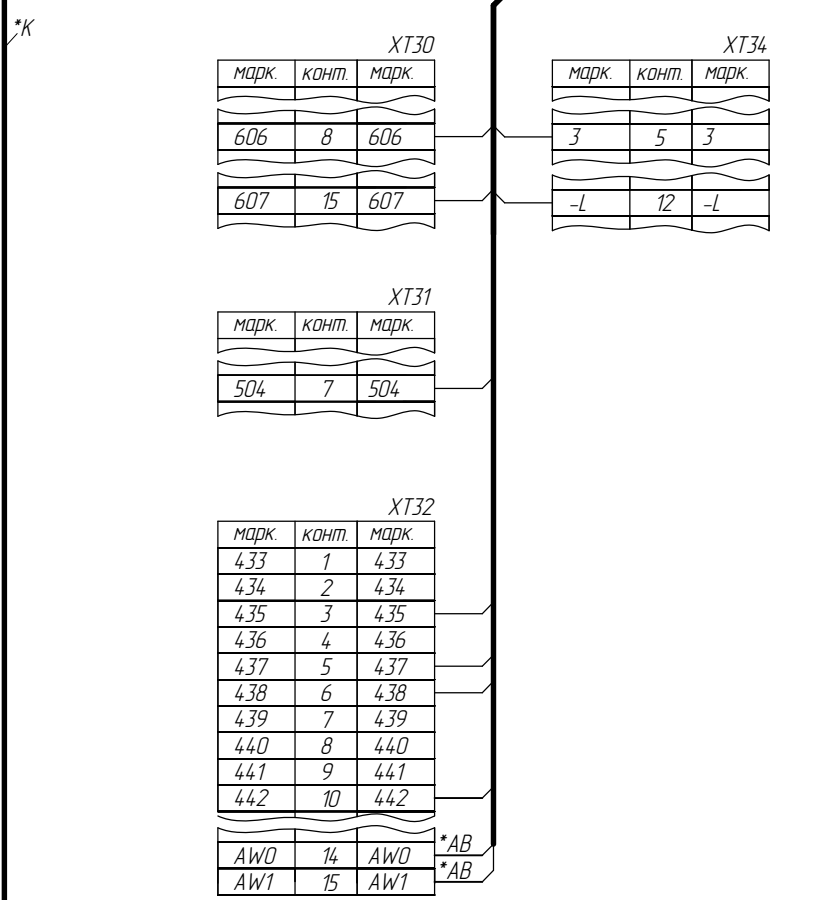 *К
XT30
марк. конт. марк.
606 8 606
607 15 607
XT34
марк. конт. марк.
3 5 3
-L 12 -L
XT31
марк. конт. марк.
504 7 504
XT32
марк. конт. марк.
433 1 433
434 2 434
435 3 435
436 4 436
437 5 437
438 6 438
439 7 439
440 8 440
441 9 441
442 10 442
AW0 14 AW0 *АВ
AW1 15 AW1 *АВ